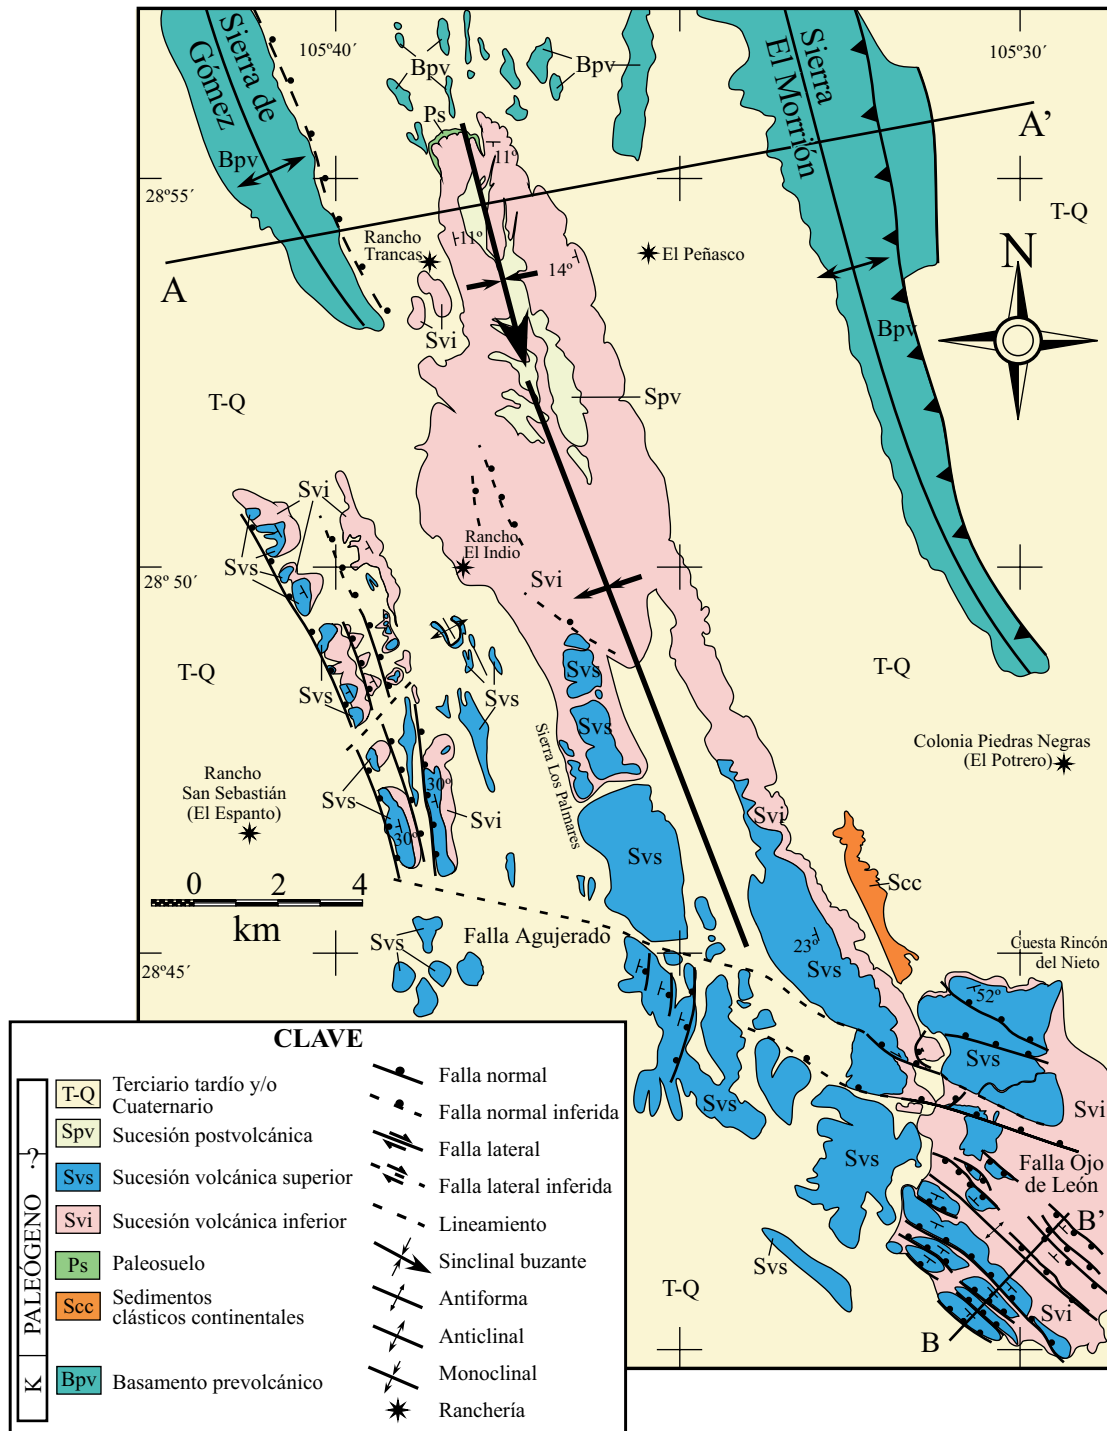 105º40´
105º30´
Sierra de
Gómez
Sierra
El Morrión
Bpv
Bpv
Ps
A'
11º
Bpv
28º55´
T-Q
Rancho
Trancas
11º
El Peñasco
N
14º
A
Svi
Bpv
T-Q
Spv
Svi
Rancho
El Indio
Svs
28º 50´
Svi
T-Q
Svs
Svs
Svs
T-Q
Svs
Sierra Los Palmares
Colonia Piedras Negras
(El Potrero)
Rancho
San Sebastián
(El Espanto)
30º
Svs
Svi
Svi
30º
Svs
Scc
0 2 4
km
Svs
Falla Agujerado
23º
Svs
Cuesta Rincón
del Nieto
28º45´
52º
Svs
Svs
Svi
Svs
Falla Ojo
de León
B'
Svs
T-Q
Svi
B
CLAVE
T-Q Terciario tardío y/o
Cuaternario
Spv Sucesión postvolcánica
Svs Sucesión volcánica superior
Svi Sucesión volcánica inferior
Ps Paleosuelo
Scc Sedimentos
clásticos continentales
Bpv Basamento prevolcánico
K PALEÓGENO ?
Falla normal
Falla normal inferida
Falla lateral
Falla lateral inferida
Lineamiento
Sinclinal buzante
Antiforma
Anticlinal
Monoclinal
Ranchería